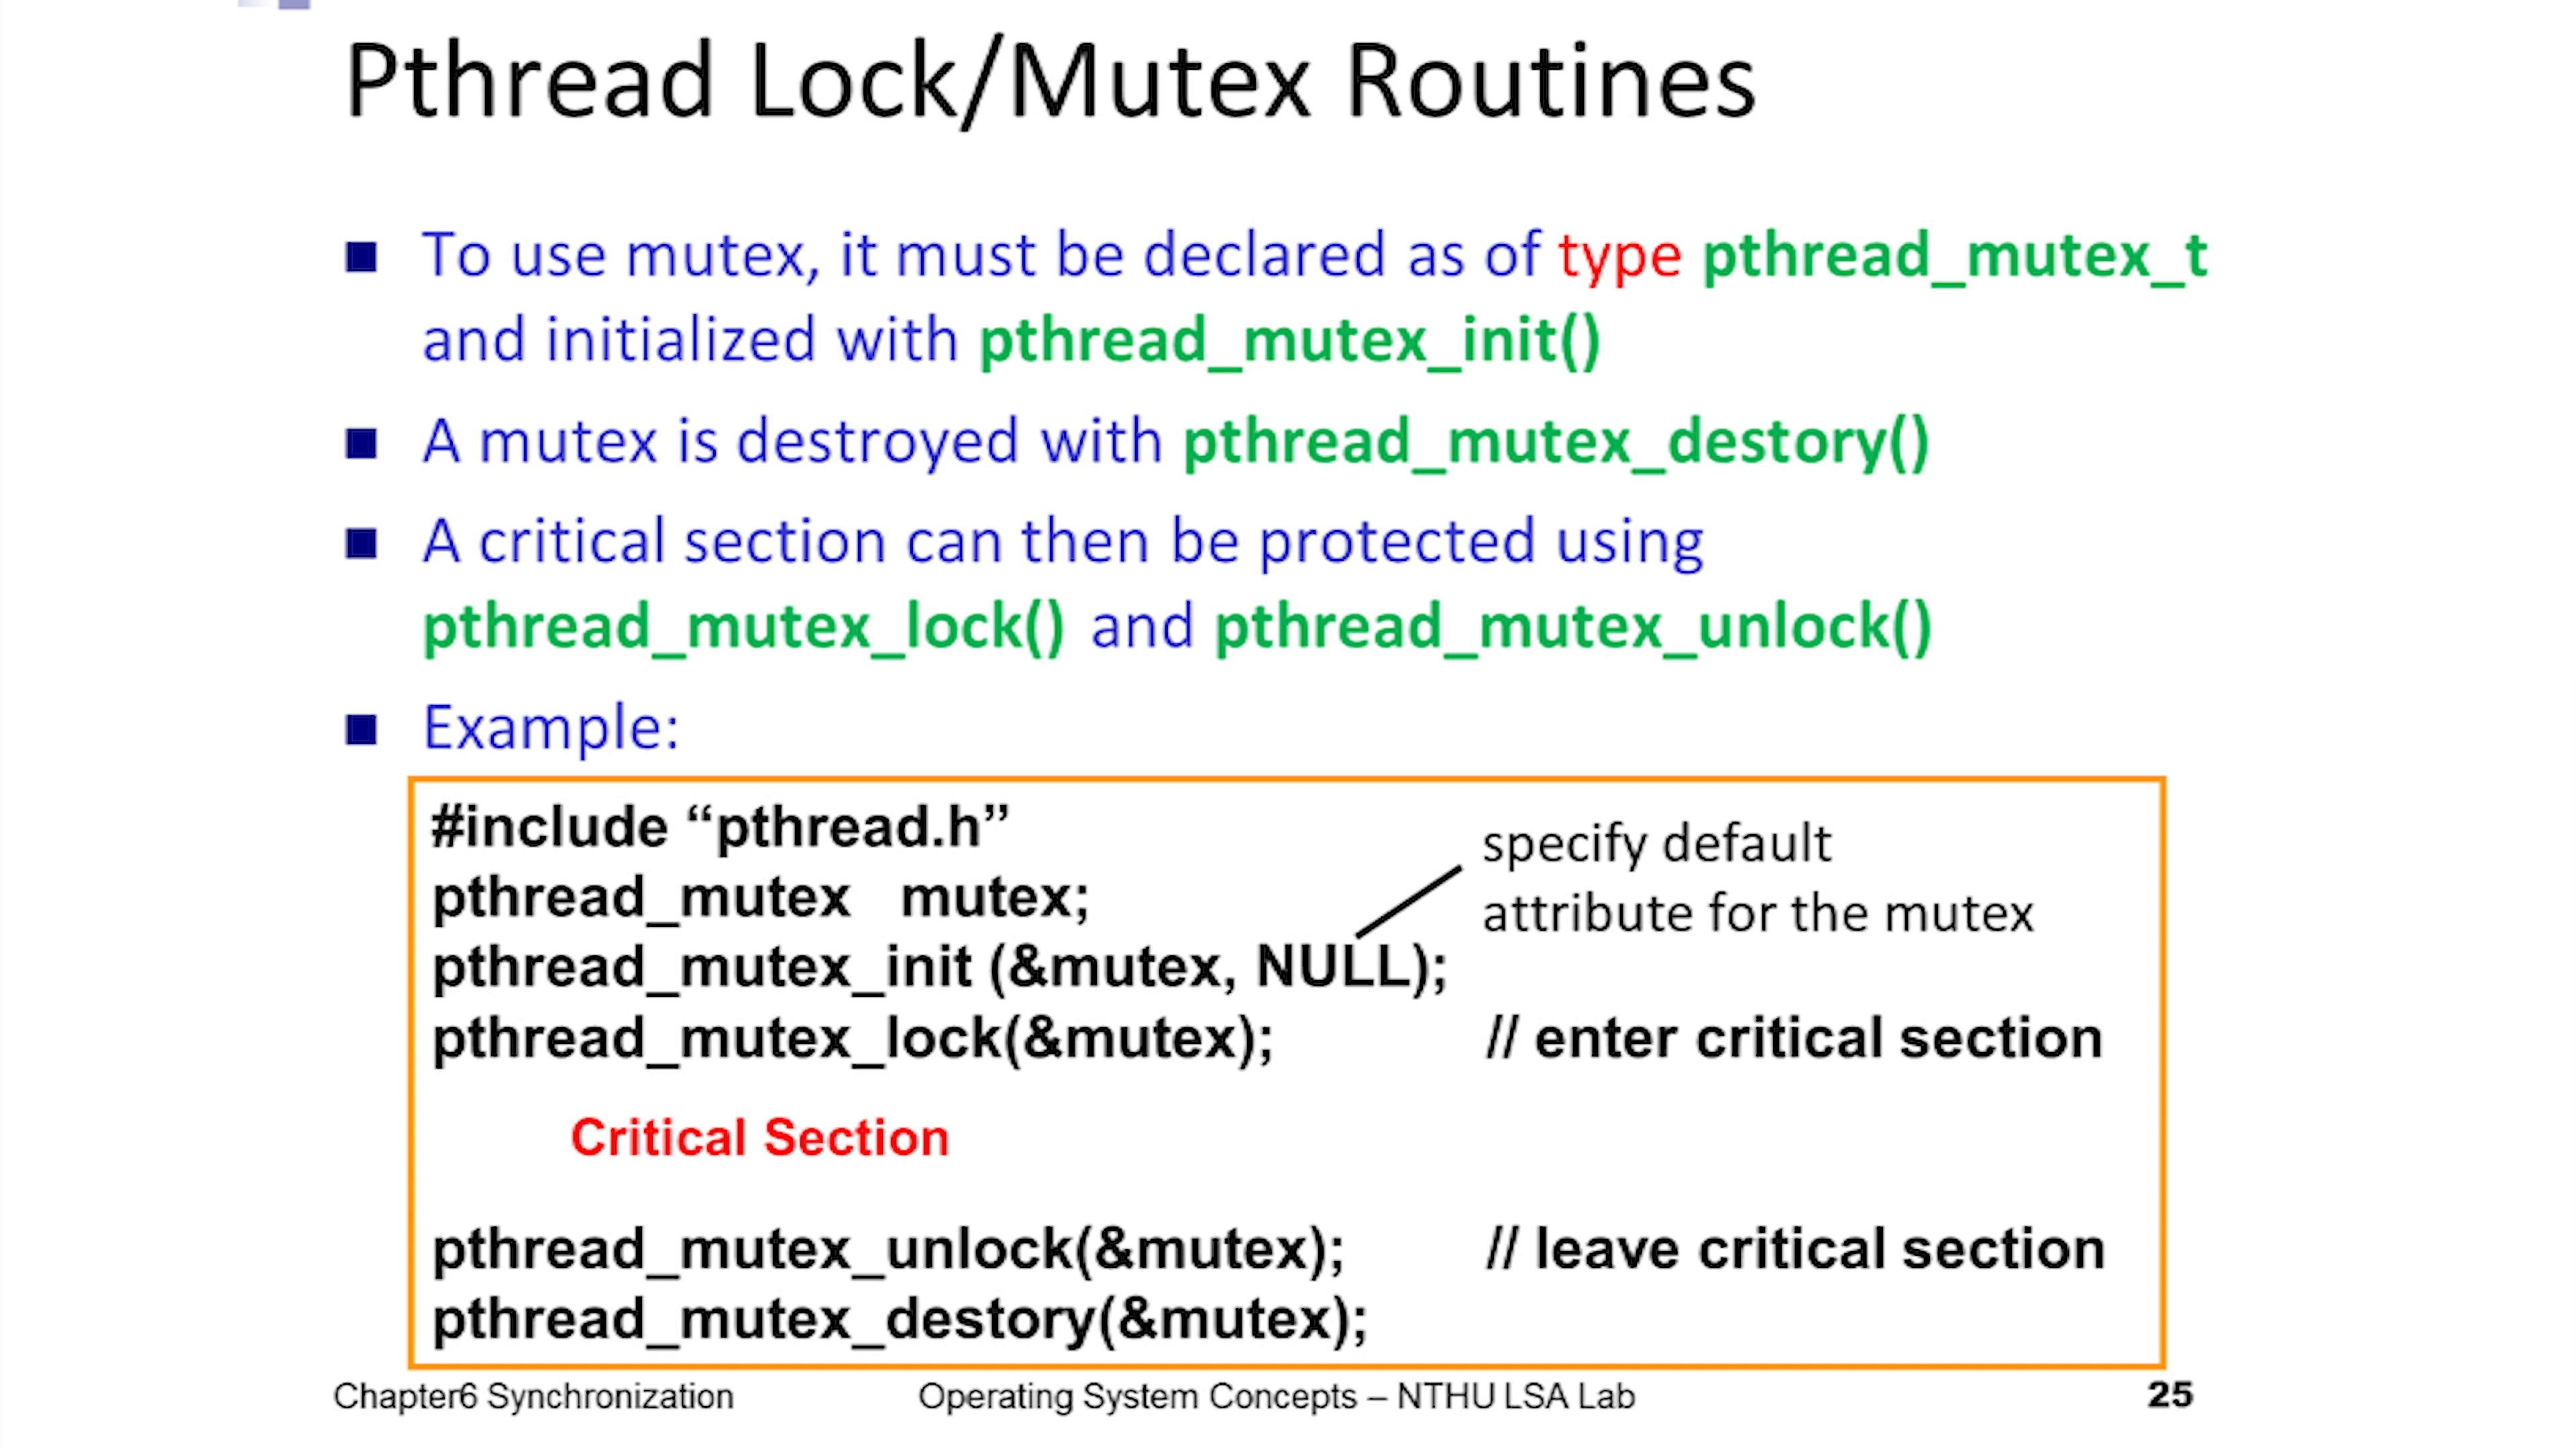 Pthread Lock/Mutex Routines
To use mutex, it must be declared as of type pthread_mutex_t
and initialized with pthread_mutex_init()
A mutex is destroyed with pthread_mutex_destory()
A critical section can then be protected using
pthread_mutex_lock() and pthread_mutex_unlock()
Example:
#include “pthread.h”
specify default
attribute for the mutex
pthread_mutex mutex;
pthread_mutex_init (&mutex, NULL);
pthread_mutex_lock(&mutex); // enter critical section
Critical Section
pthread_mutex_unlock(&mutex); // leave critical section
pthread_mutex_destory(&mutex);
Chapter6 Synchronization Operating System Concepts – NTHU LSA Lab 25